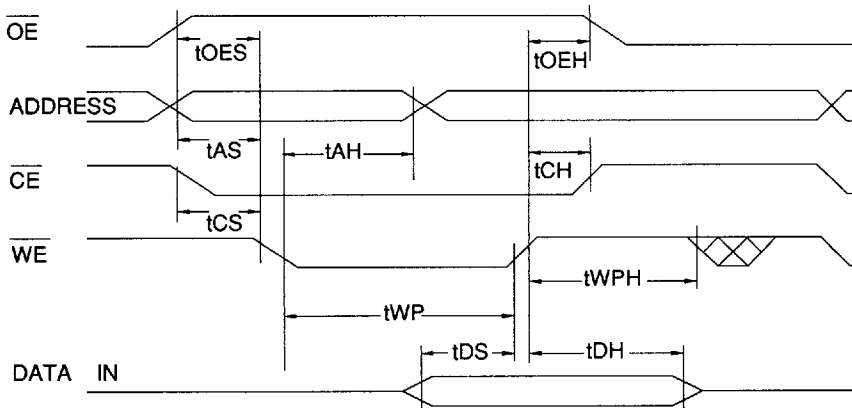 OE
tOES tOEH
ADDRESS
tAS tAH tCH
CE
tCS
WE
tWPH
tWP
tDS tDH
DATA IN